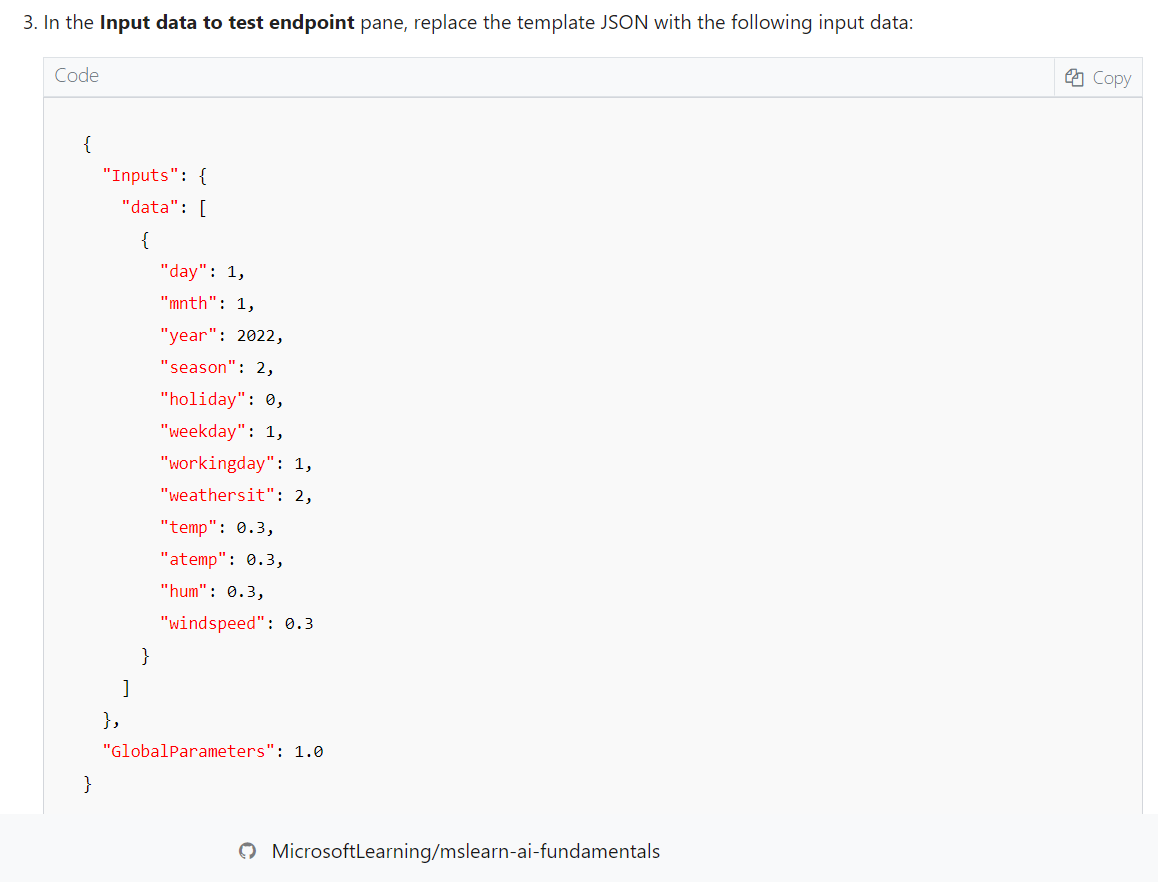 3. In the Input data to test endpoint pane, replace the template JSON with the following input data:
Code
Copy
{
  "Inputs": {
    "data": [
      {
        "day": 1,
        "mnth": 1,
        "year": 2022,
        "season": 2,
        "holiday": 0,
        "weekday": 1,
        "workingday": 1,
        "weathersit": 2,
        "temp": 0.3,
        "atemp": 0.3,
        "hum": 0.3,
        "windspeed": 0.3
      }
    ]
  },
  "GlobalParameters": 1.0
}
MicrosoftLearning/mslearn-ai-fundamentals